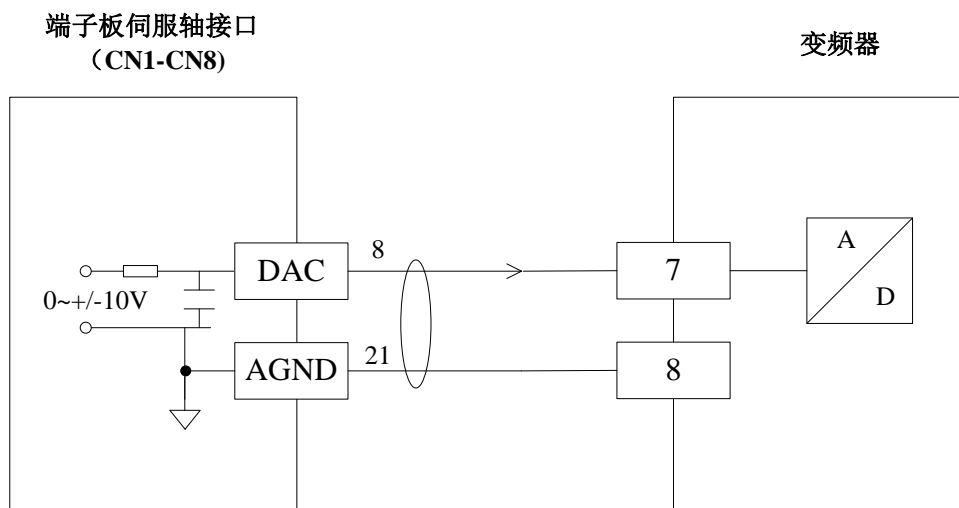 端子板伺服轴接口
（CN1-CN8)
变频器
A
D
8
DAC
7
0~+/-10V
21
AGND
8